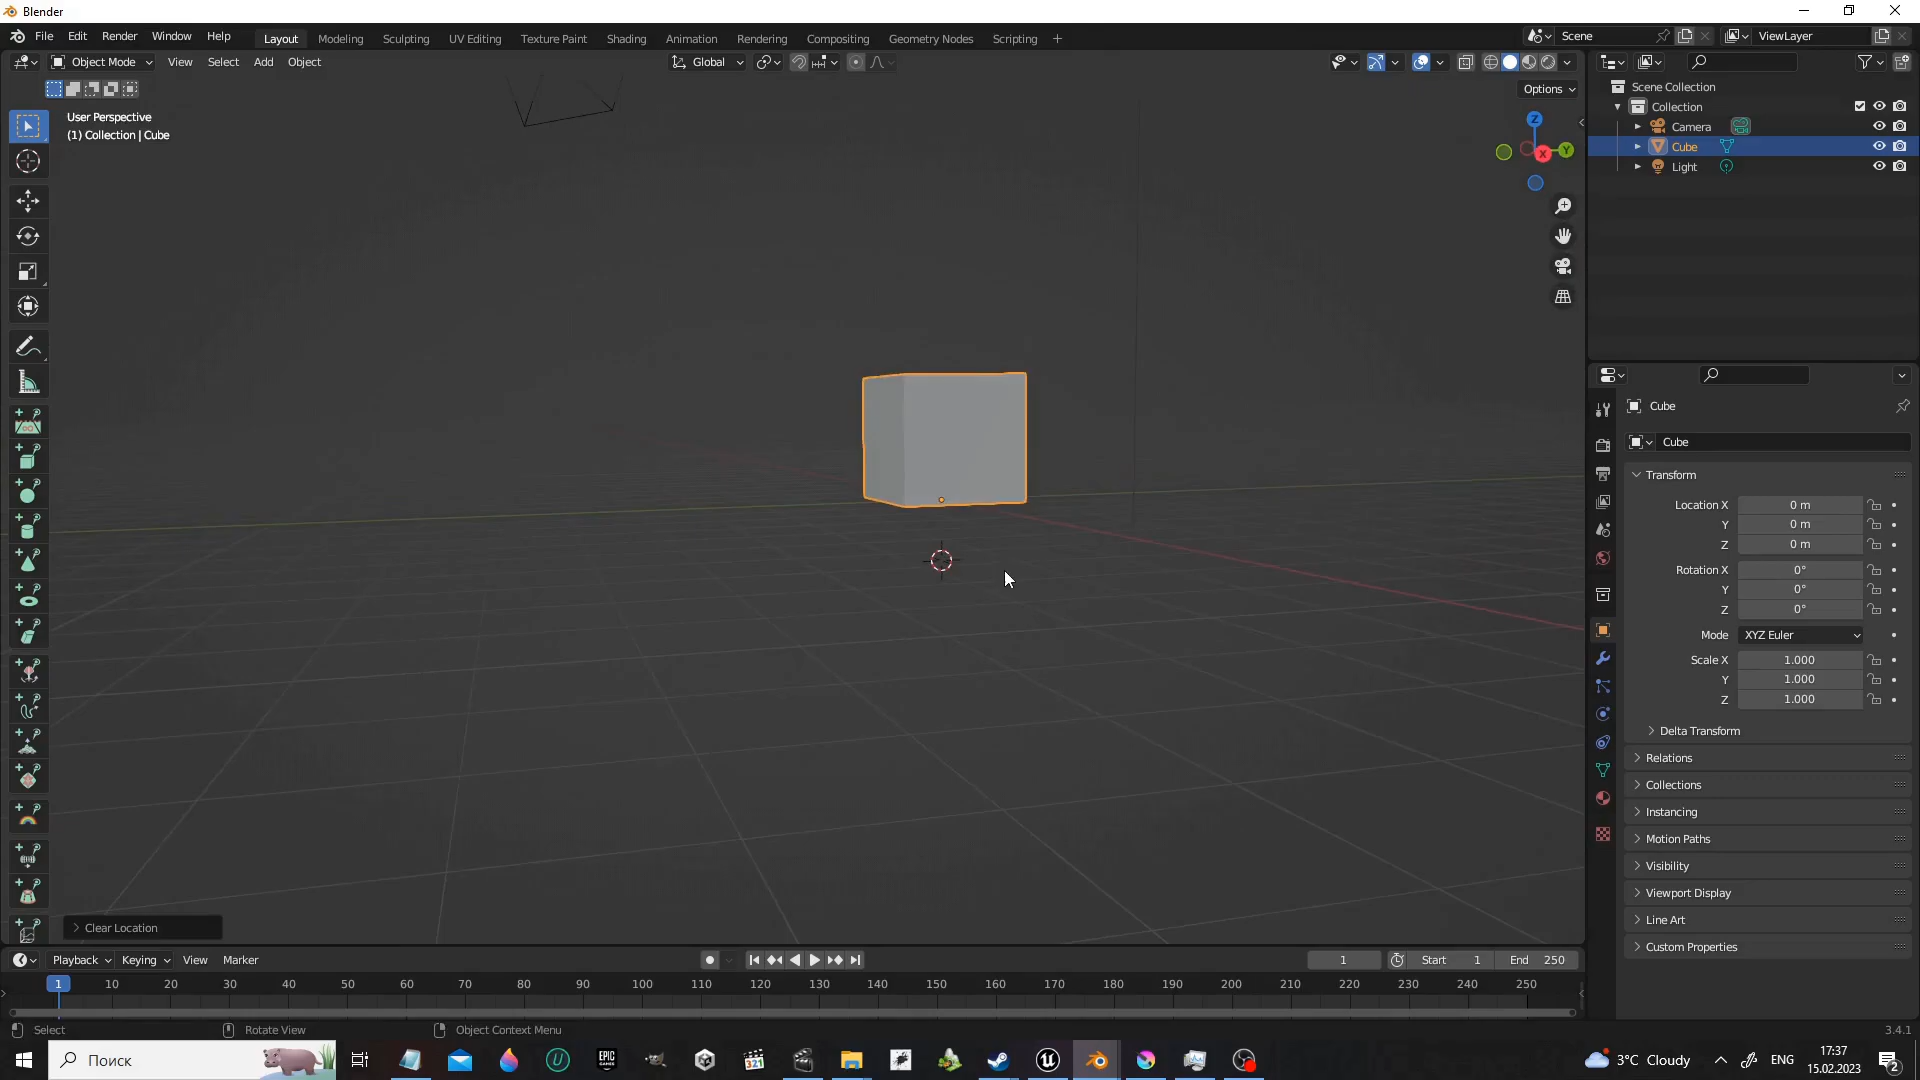 Blender
File Edit Render Window Help
Layout Modeling Sculpting UV Editing Texture Paint Shading Animation Rendering Compositing Geometry Nodes Scripting +
Scene
ViewLayer
Object Mode View Select Add Object
Global
Options
User Perspective
(1) Collection | Cube
Z
X
Y
Scene Collection
Collection
Camera
Cube
Light
Cube
Cube
Transform
Location X 0 m
Y 0 m
Z 0 m
Rotation X 0°
Y 0°
Z 0°
Mode XYZ Euler
Scale X 1.000
Y 1.000
Z 1.000
Delta Transform
Relations
Collections
Instancing
Motion Paths
Visibility
Viewport Display
Line Art
Custom Properties
Clear Location
Playback Keying View Marker
1 Start 1 End 250
1 10 20 30 40 50 60 70 80 90 100 110 120 130 140 150 160 170 180 190 200 210 220 230 240 250
Select Rotate View Object Context Menu
3.4.1
Поиск
EPIC GAMES
321
3°C Cloudy
ENG
17:37
15.02.2023
2